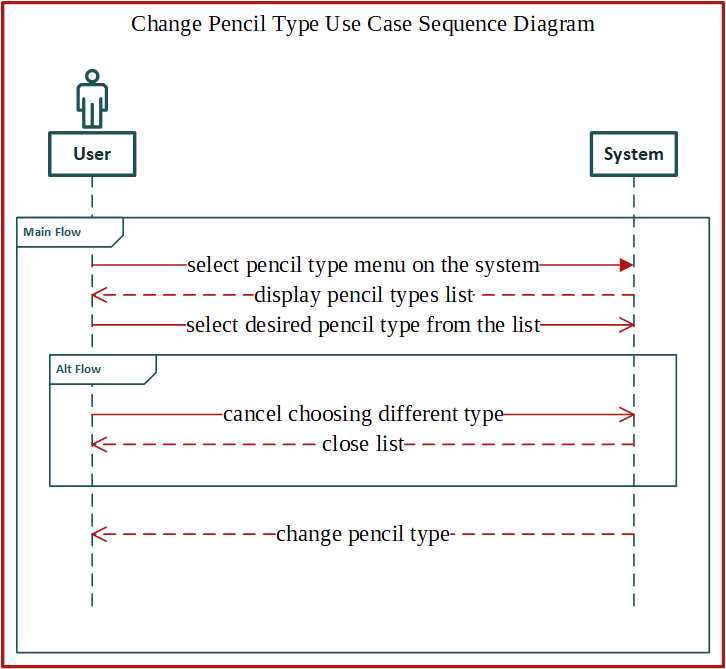 Change Pencil Type Use Case Sequence Diagram
User
System
Main Flow
select pencil type menu on the system
display pencil types list
select desired pencil type from the list
Alt Flow
cancel choosing different type
close list
change pencil type